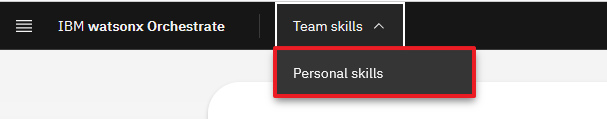 IBM watsonx Orchestrate
Team skills
Personal skills